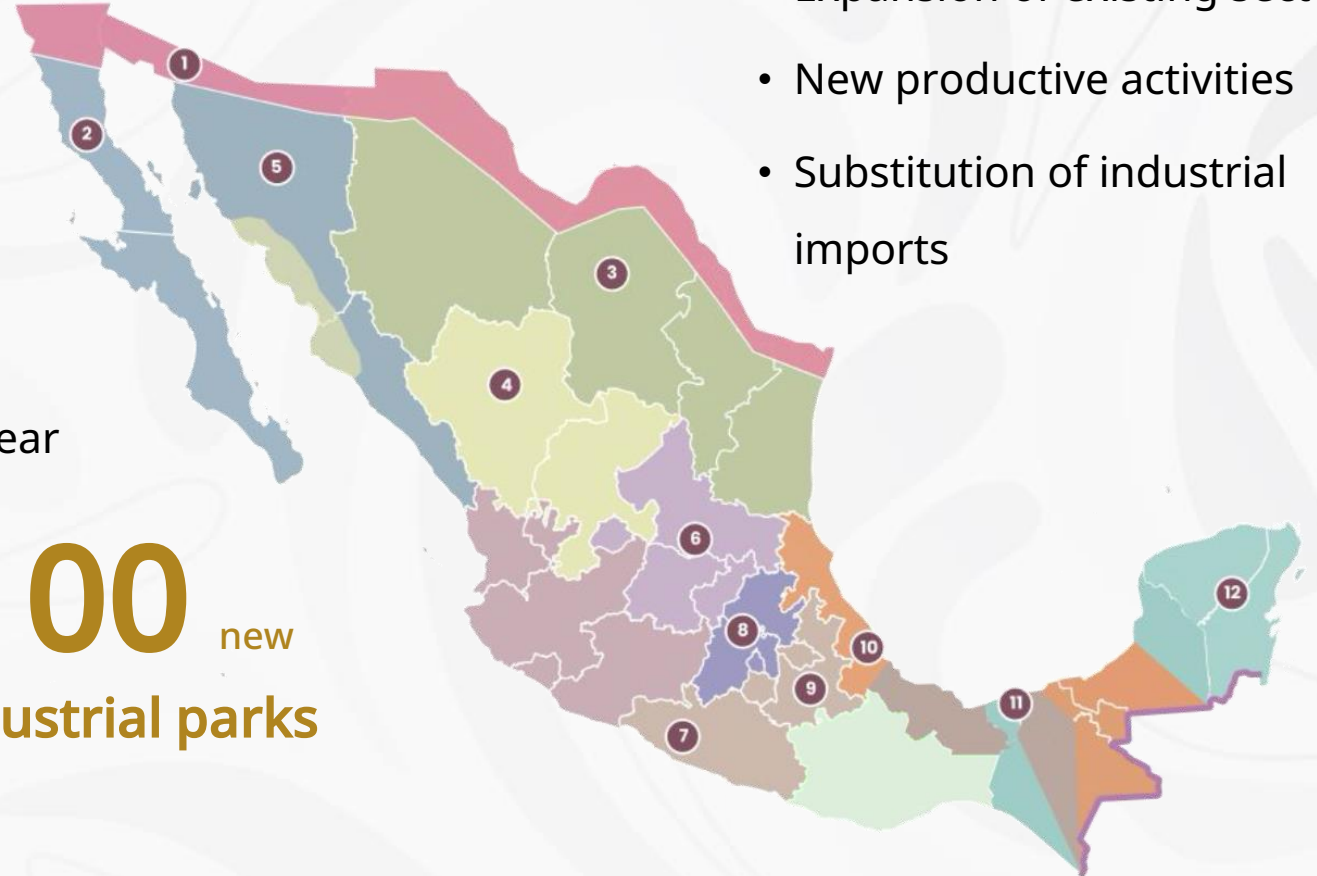 • New productive activities
• Substitution of industrial
imports
ear
00 new
ustrial parks
1
2
5
3
4
6
8
10
12
9
11
7